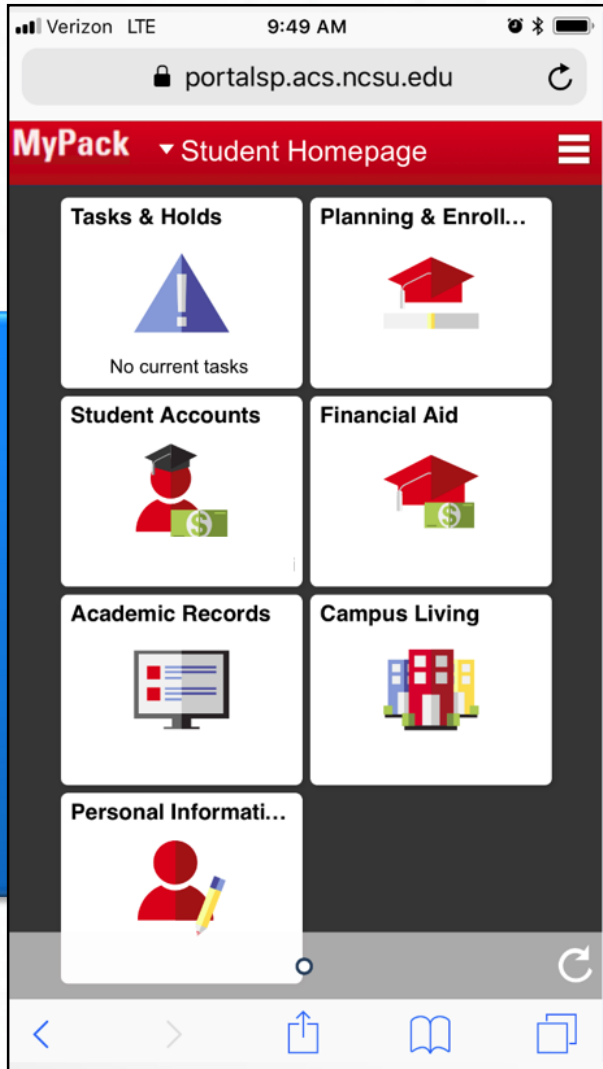 Verizon LTE 9:49 AM
portalsp.acs.ncsu.edu
MyPack Student Homepage
Tasks & Holds
No current tasks
Planning & Enroll...
Student Accounts
$
Financial Aid
$
Academic Records
Campus Living
Personal Informati...